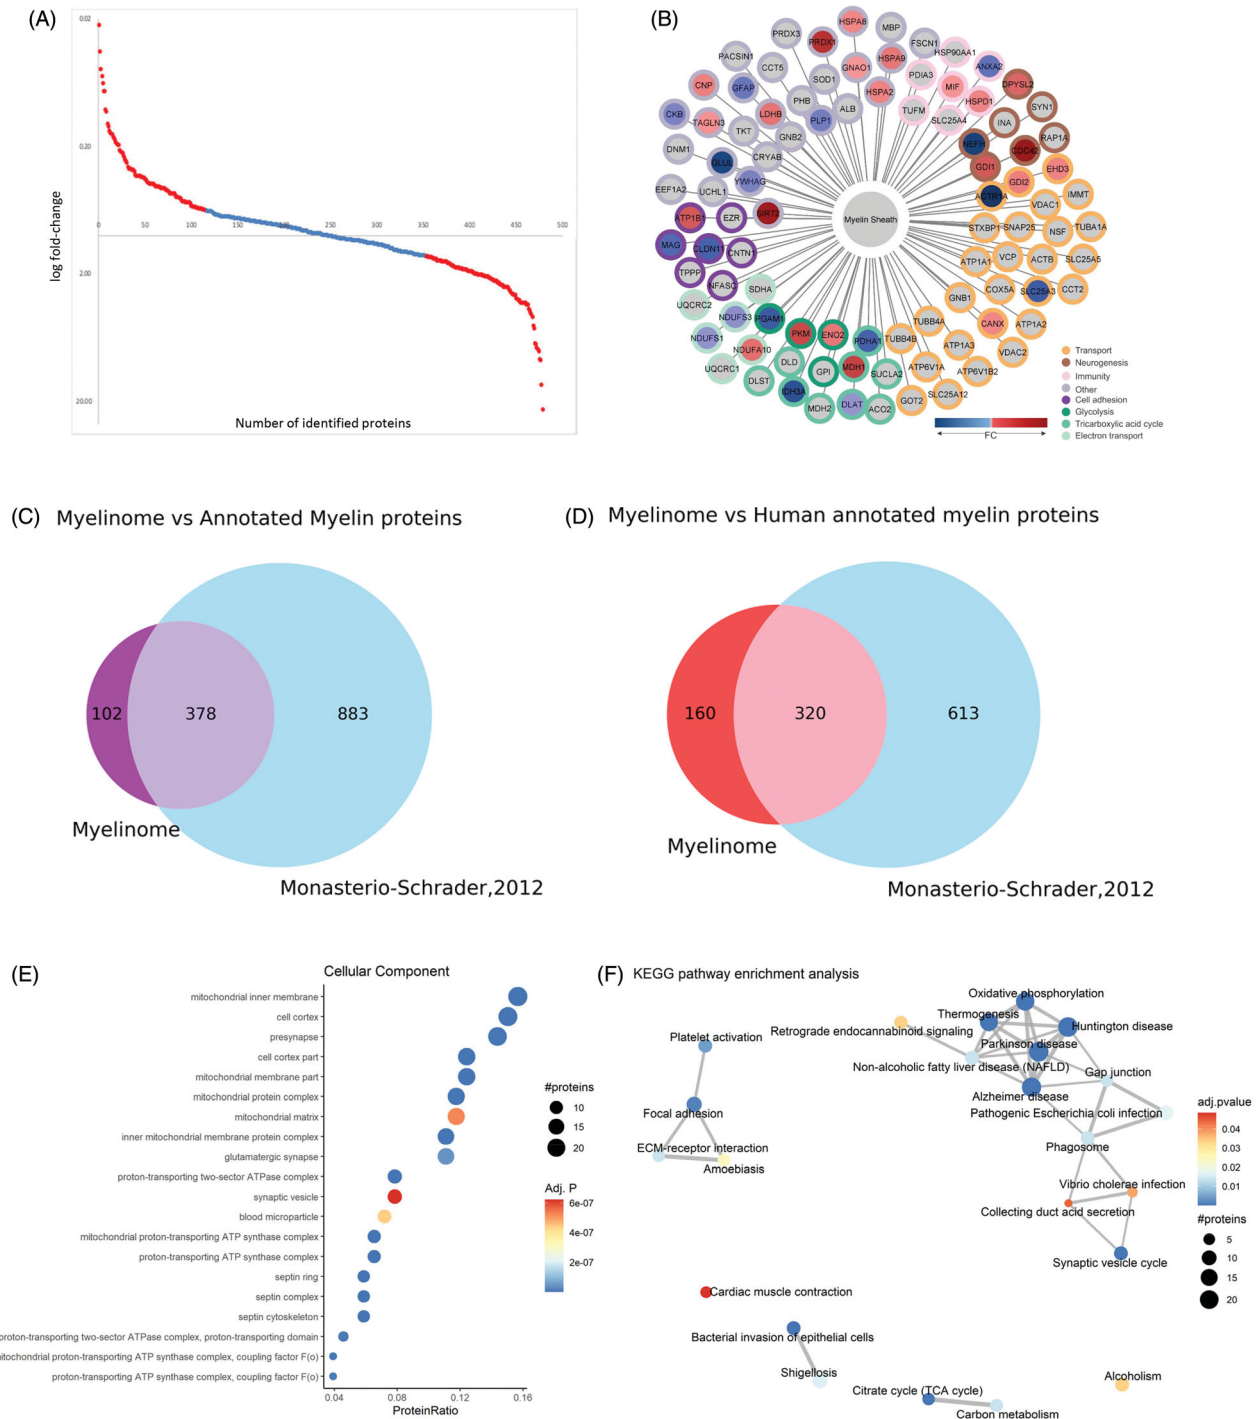 (A)
0.02
0.20
2.00
20.00
0
50
100
150
200
250
300
350
400
450
500
log fold-change
Number of identified proteins
(B)
HSPA8
MBP
PRDX3
PRDX1
FSCN1
HSP90AA1
PACSIN1
CCT5
SOD1
GNAO1
HSPA9
PDIA3
ANXA2
CNP
GFAP
PHB
HSPA2
MIF
HSPD1
DPYSL2
CKB
TAGLN3
LDHB
PLP1
ALB
TUFM
SLC25A4
SYN1
TKT
GNB2
INA
RAP1A
DNM1
GLUL
CRYAB
NEFH
CDC42
EEF1A2
UCHL1
YWHAG
GDI1
GDI2
EHD3
ATP1B1
EZR
SIRT2
Myelin Sheath
ACTR1A
VDAC1
IMMT
STXBP1
SNAP25
NSF
TUBA1A
MAG
CLDN11
CNTN1
ATP1A1
VCP
ACTB
SLC25A5
TPPP
NFASC
SDHA
COX5A
SLC25A3
CCT2
UQCRC2
NDUFS3
PGAM1
GNB1
CANX
ATP1A2
NDUFS1
NDUFA10
PKM
ENO2
PDHA1
TUBB4B
TUBB4A
ATP1A3
VDAC2
UQCRC1
DLST
DLD
GPI
MDH1
SUCLA2
ATP6V1A
ATP6V1B2
IDH3A
MDH2
DLAT
ACO2
GOT2
SLC25A12
FC
Transport
Neurogenesis
Immunity
Other
Cell adhesion
Glycolysis
Tricarboxylic acid cycle
Electron transport
(C) Myelinome vs Annotated Myelin proteins
102
378
883
Myelinome
Monasterio-Schrader,2012
(D) Myelinome vs Human annotated myelin proteins
160
320
613
Myelinome
Monasterio-Schrader,2012
(E)
Cellular Component
mitochondrial inner membrane
cell cortex
presynapse
cell cortex part
mitochondrial membrane part
mitochondrial protein complex
mitochondrial matrix
inner mitochondrial membrane protein complex
glutamatergic synapse
proton-transporting two-sector ATPase complex
synaptic vesicle
blood microparticle
mitochondrial proton-transporting ATP synthase complex
proton-transporting ATP synthase complex
septin ring
septin complex
septin cytoskeleton
proton-transporting two-sector ATPase complex, proton-transporting domain
mitochondrial proton-transporting ATP synthase complex, coupling factor F(o)
proton-transporting ATP synthase complex, coupling factor F(o)
0.04
0.08
0.12
0.16
ProteinRatio
#proteins
10
15
20
Adj. P
6e-07
4e-07
2e-07
(F) KEGG pathway enrichment analysis
Oxidative phosphorylation
Thermogenesis
Retrograde endocannabinoid signaling
Huntington disease
Parkinson disease
Non-alcoholic fatty liver disease (NAFLD)
Gap junction
Alzheimer disease
Pathogenic Escherichia coli infection
Phagosome
Platelet activation
Focal adhesion
ECM-receptor interaction
Amoebiasis
Vibrio cholerae infection
Collecting duct acid secretion
Synaptic vesicle cycle
Cardiac muscle contraction
Bacterial invasion of epithelial cells
Shigellosis
Citrate cycle (TCA cycle)
Carbon metabolism
Alcoholism
adj.pvalue
0.04
0.03
0.02
0.01
#proteins
5
10
15
20